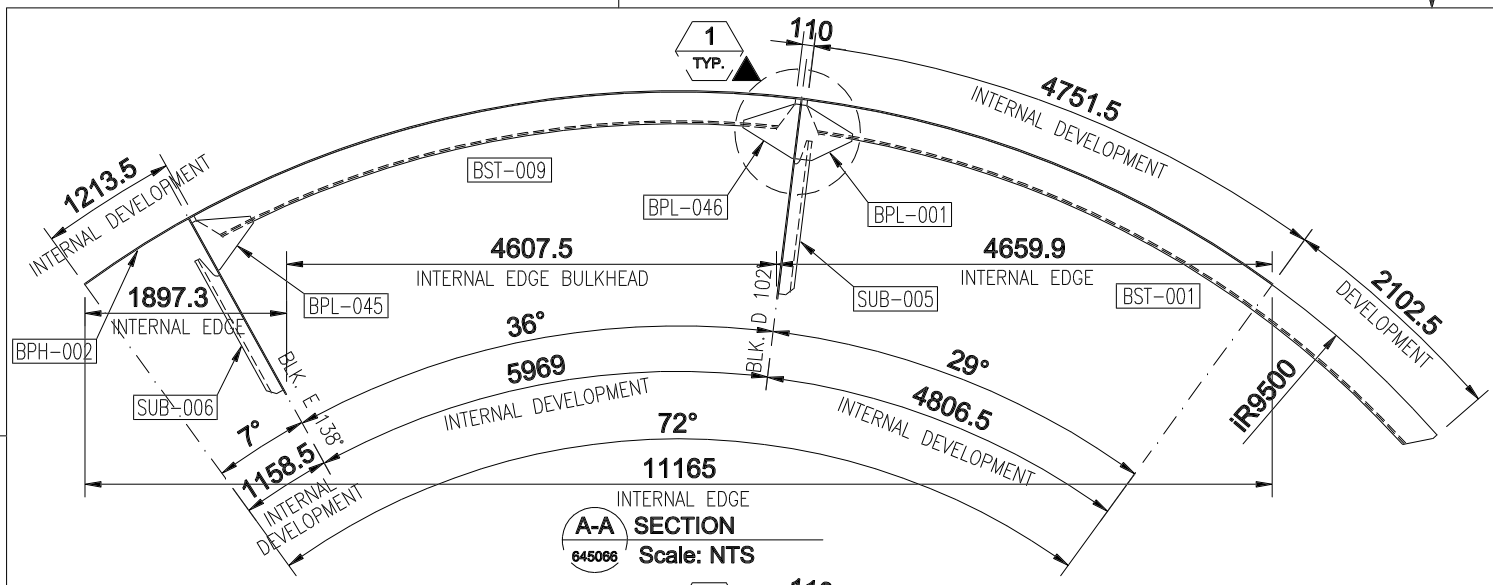 1
TYP.
110
4751.5
INTERNAL DEVELOPMENT
1213.5
INTERNAL DEVELOPMENT
BST-009
BPL-046
BPL-001
4607.5
INTERNAL EDGE BULKHEAD
4659.9
INTERNAL EDGE
2102.5
DEVELOPMENT
1897.3
INTERNAL EDGE
BPL-045
SUB-005
BST-001
BPH-002
SUB-006
BLK. E 138°
BLK. D 102°
36°
29°
iR9500
5969
INTERNAL DEVELOPMENT
4806.5
INTERNAL DEVELOPMENT
7°
1158.5
INTERNAL
DEVELOPMENT
72°
11165
INTERNAL EDGE
A-A SECTION
645066 Scale: NTS